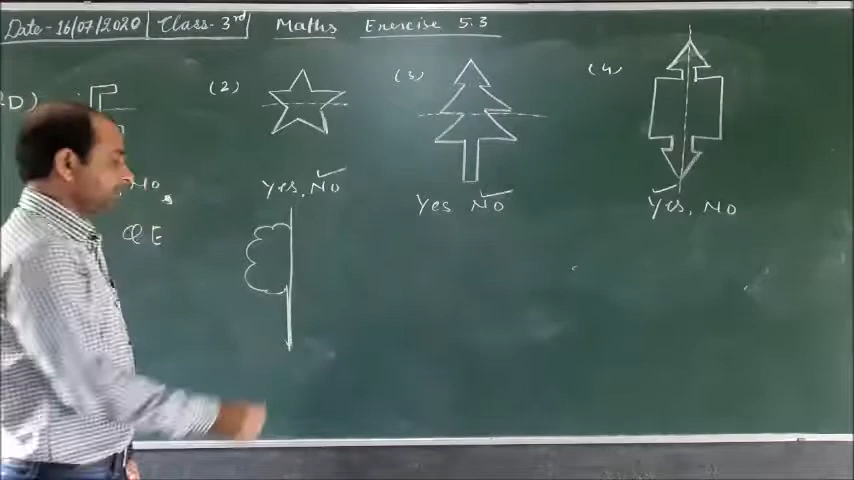 Date - 16/07/2020 Class - 3rd Maths Exercise 5.3
D) (2) (3) (4)
No Yes, No Yes No Yes, No
Q E